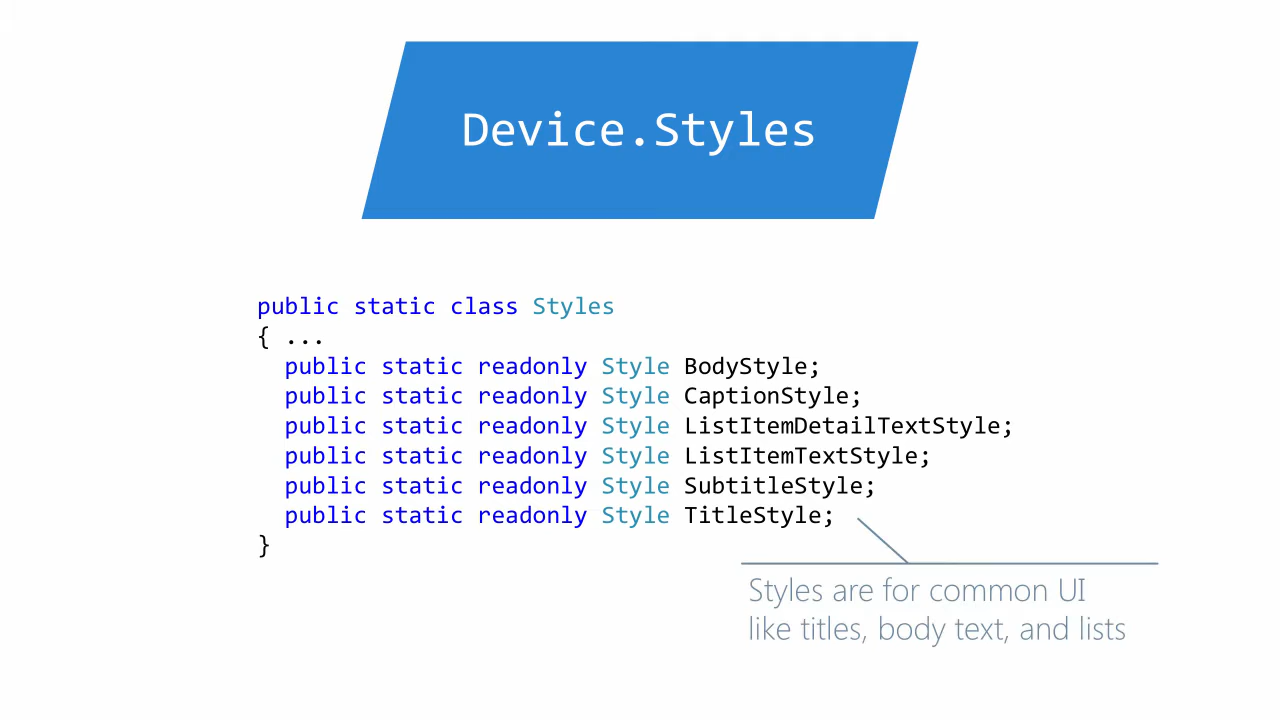 Device.Styles
public static class Styles
{ ...
public static readonly Style BodyStyle;
public static readonly Style CaptionStyle;
public static readonly Style ListItemDetailTextStyle;
public static readonly Style ListItemTextStyle;
public static readonly Style SubtitleStyle;
public static readonly Style TitleStyle;
}
Styles are for common UI
like titles, body text, and lists